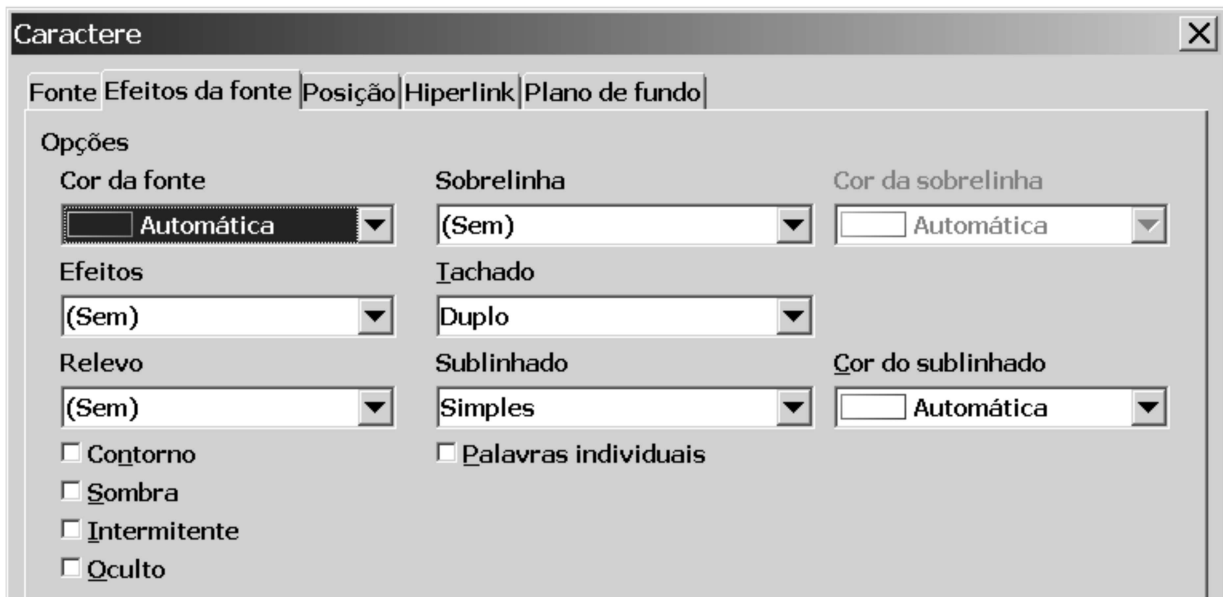 Caractere
Fonte Efeitos da fonte Posição Hiperlink Plano de fundo
Opções
Cor da fonte Sobrelinha Cor da sobrelinha
Automática (Sem) Automática
Efeitos Tachado
(Sem) Duplo
Relevo Sublinhado Cor do sublinhado
(Sem) Simples Automática
Contorno Palavras individuais
Sombra
Intermitente
Oculto